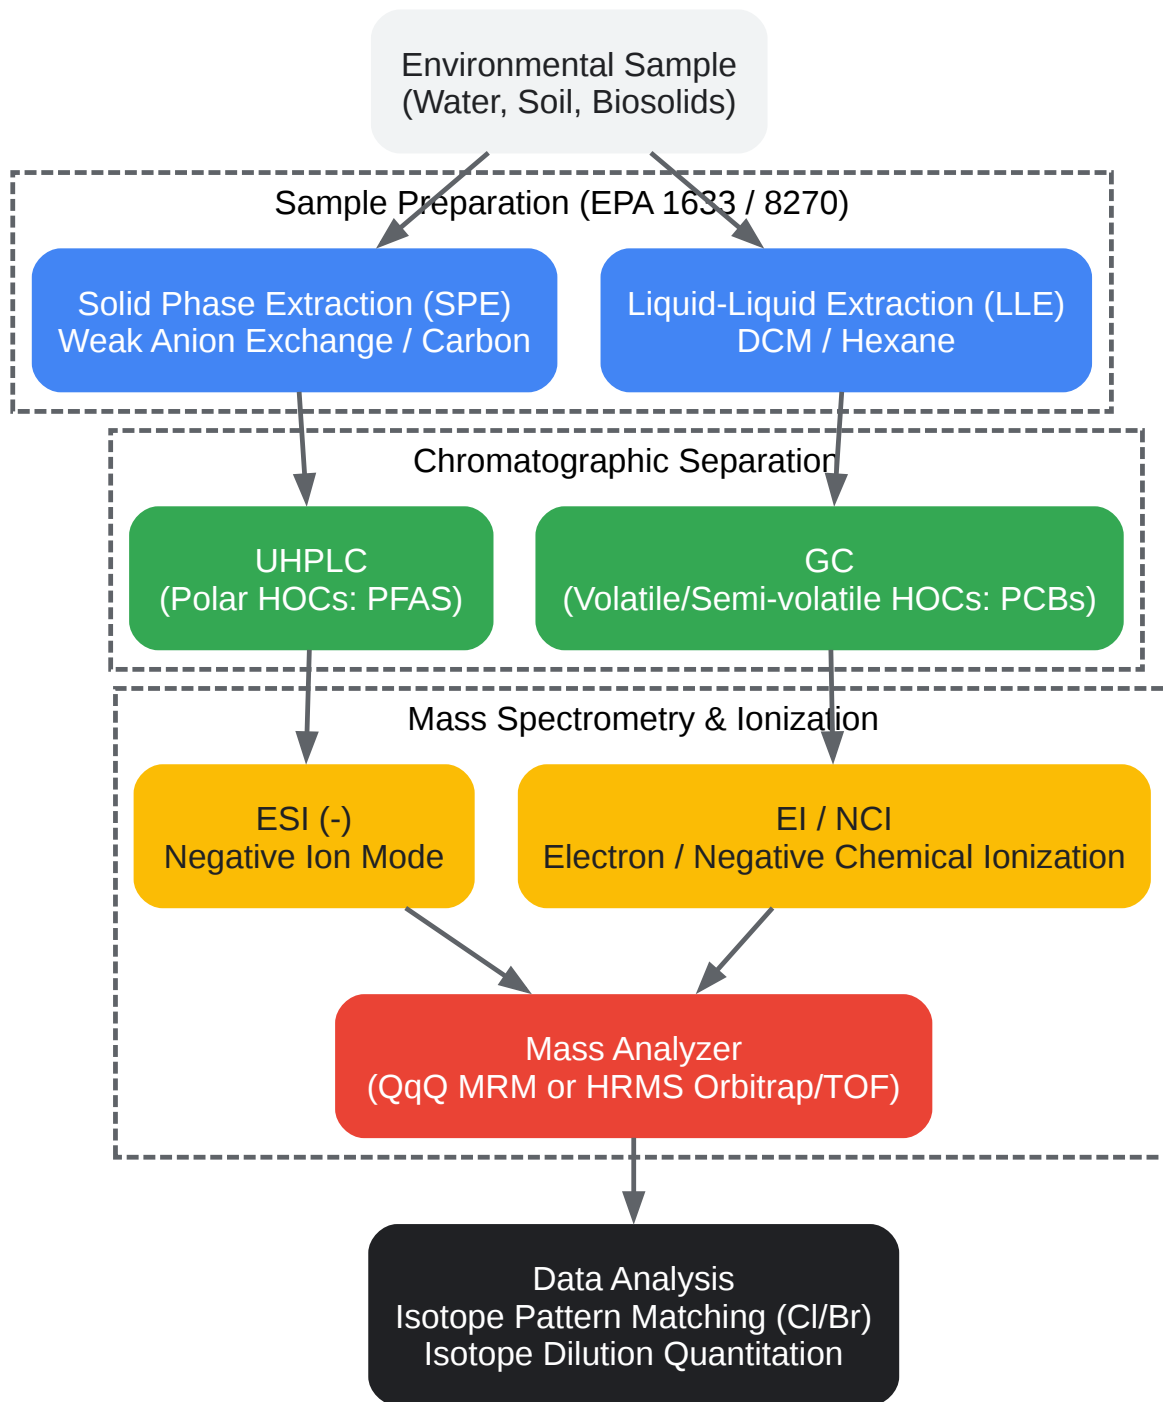 Environmental Sample
(Water, Soil, Biosolids)
Sample Preparation (EPA 1633 / 8270)
Solid Phase Extraction (SPE)
Weak Anion Exchange / Carbon
Liquid-Liquid Extraction (LLE)
DCM / Hexane
Chromatographic Separation
UHPLC
(Polar HOCs: PFAS)
GC
(Volatile/Semi-volatile HOCs: PCBs)
Mass Spectrometry & Ionization
ESI (-)
Negative Ion Mode
EI / NCI
Electron / Negative Chemical Ionization
Mass Analyzer
(QqQ MRM or HRMS Orbitrap/TOF)
Data Analysis
Isotope Pattern Matching (Cl/Br)
Isotope Dilution Quantitation